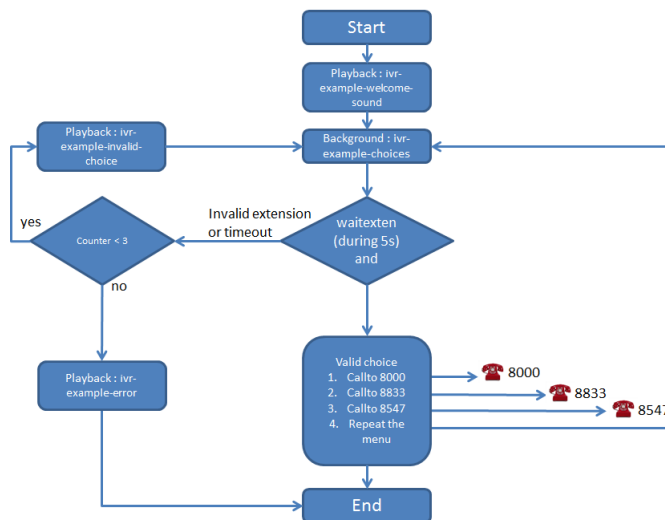 Start
Playback : ivr-
example-welcome-
sound
Playback : ivr-
example-invalid-
choice
Background : ivr-
example-choices
Invalid extension
or timeout
waitexten
(during 5s)
and
yes
Counter < 3
no
Valid choice
1. Callto 8000
2. Callto 8833
3. Callto 8547
4. Repeat the
menu
8000
8833
8547
Playback : ivr-
example-error
End